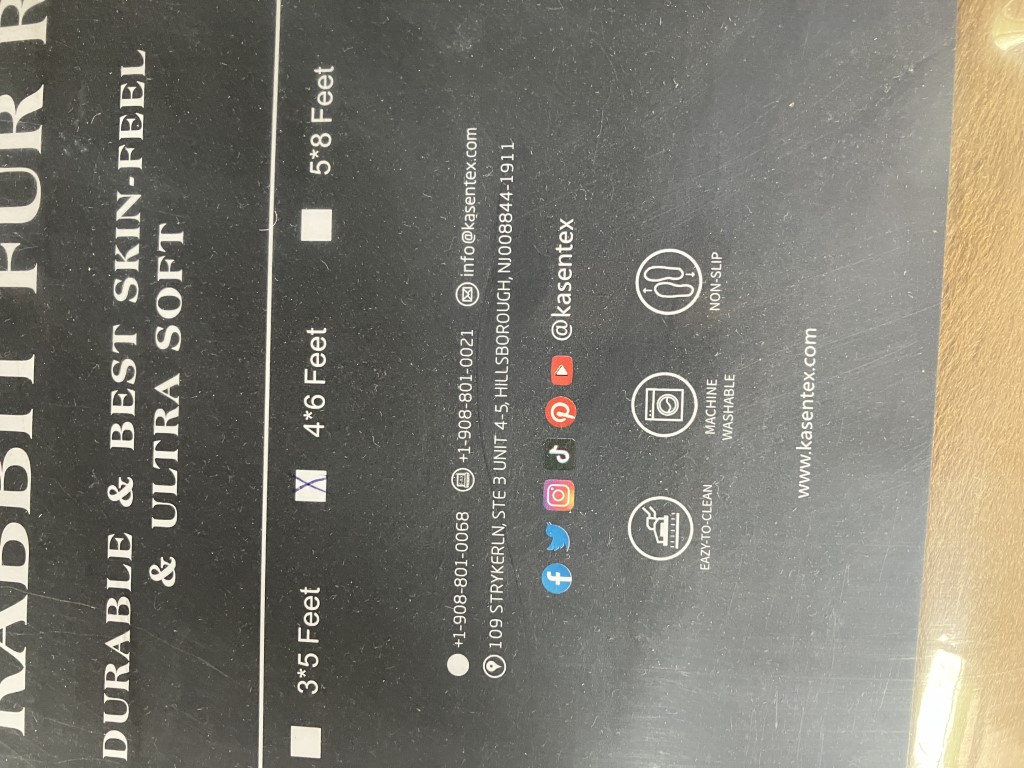 RABBIT FUR R
DURABLE & BEST SKIN-FEEL
& ULTRA SOFT
3*5 Feet 4*6 Feet 5*8 Feet
+1-908-801-0068 +1-908-801-0021 info@kasentex.com
109 STRYKERLN, STE 3 UNIT 4-5, HILLSBOROUGH, NJ008844-1911
@kasentex
EAZY-TO-CLEAN MACHINE WASHABLE NON-SLIP
www.kasentex.com